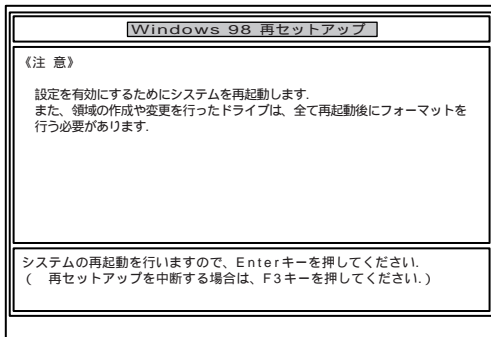 Windows 98 再セットアップ
《注 意》
設定を有効にするためにシステムを再起動します.
また、領域の作成や変更を行ったドライブは、全て再起動後にフォーマットを
行う必要があります.
システムの再起動を行いますので、Enterキーを押してください.
( 再セットアップを中断する場合は、F3キーを押してください.)